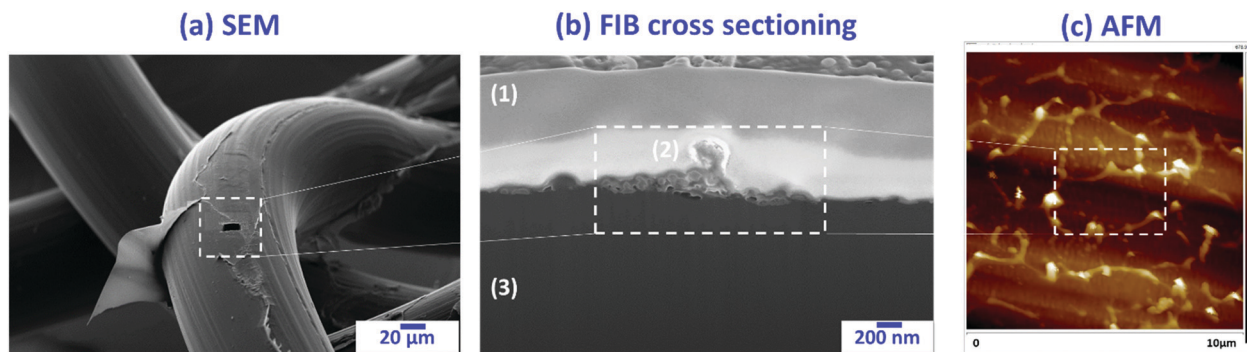 (a) SEM
(b) FIB cross sectioning
(c) AFM
(1)
(2)
(3)
20 μm
200 nm
0
10μm